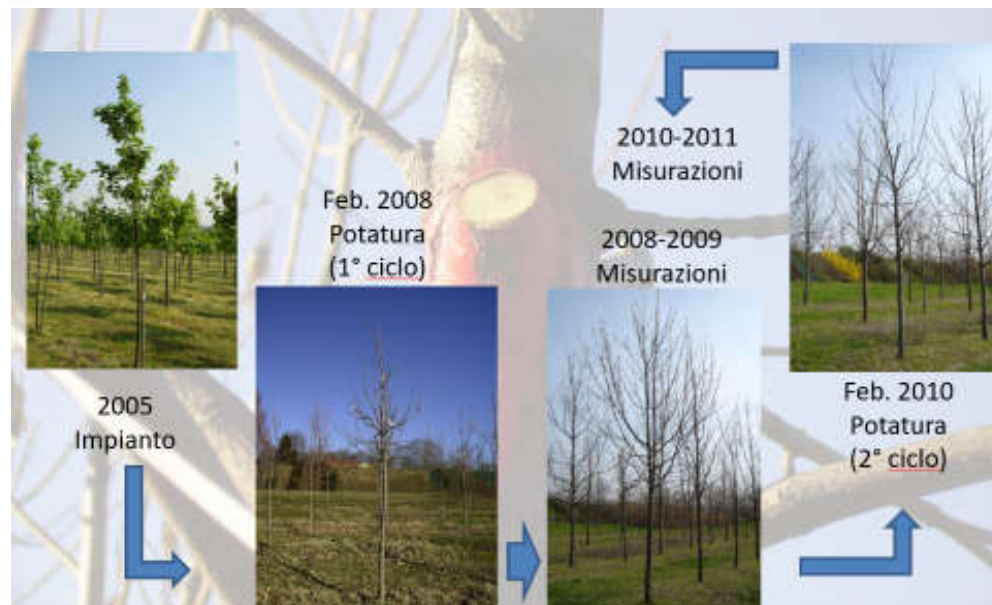 2005
Impianto
Feb. 2008
Potatura
(1° ciclo)
2008-2009
Misurazioni
Feb. 2010
Potatura
(2° ciclo)
2010-2011
Misurazioni